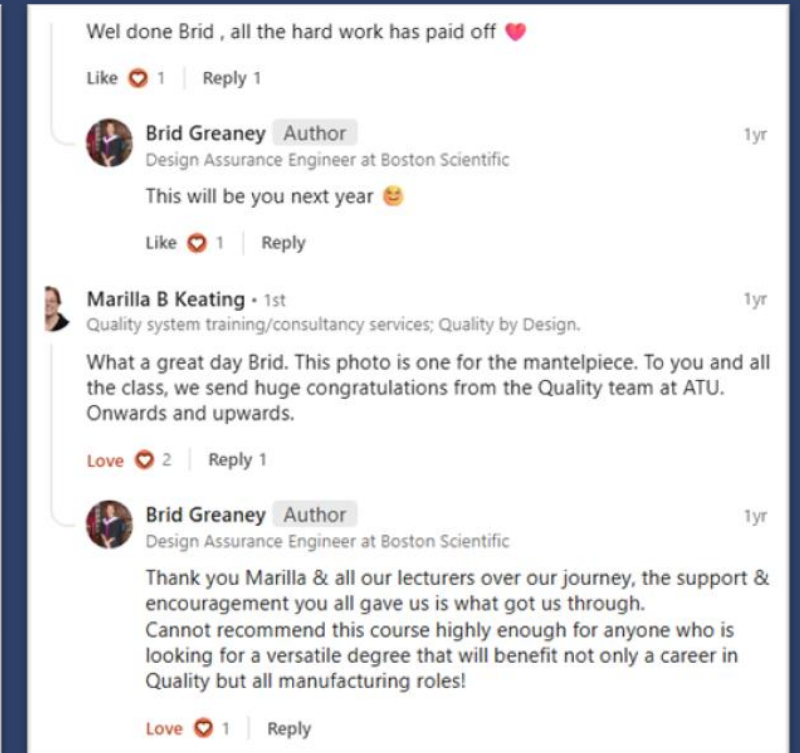 Wel done Brid , all the hard work has paid off ❤️
Like 1 Reply 1
Brid Greaney Author 1yr
Design Assurance Engineer at Boston Scientific
This will be you next year 😆
Like 1 Reply
Marilla B Keating • 1st 1yr
Quality system training/consultancy services; Quality by Design.
What a great day Brid. This photo is one for the mantelpiece. To you and all
the class, we send huge congratulations from the Quality team at ATU.
Onwards and upwards.
Love 2 Reply 1
Brid Greaney Author 1yr
Design Assurance Engineer at Boston Scientific
Thank you Marilla & all our lecturers over our journey, the support &
encouragement you all gave us is what got us through.
Cannot recommend this course highly enough for anyone who is
looking for a versatile degree that will benefit not only a career in
Quality but all manufacturing roles!
Love 1 Reply